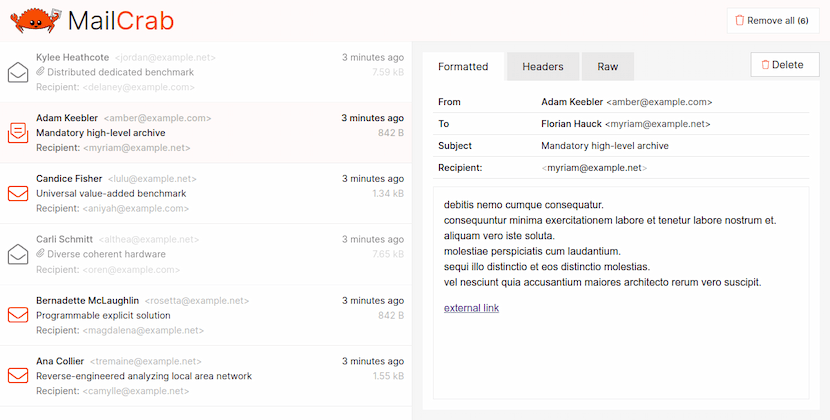 MailCrab
Remove all (6)
Kylee Heathcote <jordan@example.net> 3 minutes ago
Distributed dedicated benchmark 7.59 kB
Recipient: <delaney@example.com>
Adam Keebler <amber@example.com> 3 minutes ago
Mandatory high-level archive 842 B
Recipient: <myriam@example.net>
Candice Fisher <lulu@example.net> 3 minutes ago
Universal value-added benchmark 1.34 kB
Recipient: <aniyah@example.com>
Carli Schmitt <althea@example.net> 3 minutes ago
Diverse coherent hardware 7.65 kB
Recipient: <oren@example.com>
Bernadette McLaughlin <rosetta@example.net> 3 minutes ago
Programmable explicit solution 842 B
Recipient: <magdalena@example.net>
Ana Collier <tremaine@example.net> 3 minutes ago
Reverse-engineered analyzing local area network 1.55 kB
Recipient: <camylle@example.net>
Formatted Headers Raw Delete
From Adam Keebler <amber@example.com>
To Florian Hauck <myriam@example.net>
Subject Mandatory high-level archive
Recipient: <myriam@example.net>
debitis nemo cumque consequatur.
consequuntur minima exercitationem labore et tenetur labore nostrum et.
aliquam vero iste soluta.
molestiae perspiciatis cum laudantium.
sequi illo distinctio et eos distinctio molestias.
vel nesciunt quia accusantium maiores architecto rerum vero suscipit.
external link